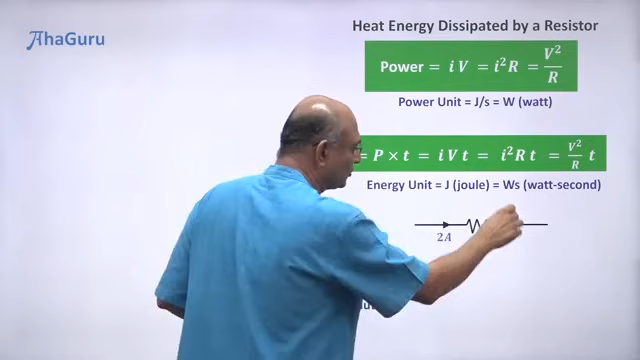 AhaGuru
Heat Energy Dissipated by a Resistor
Power = i V = i²R = V²/R
Power Unit = J/s = W (watt)
= P × t = i V t = i² R t = V²/R t
Energy Unit = J (joule) = Ws (watt-second)
2A